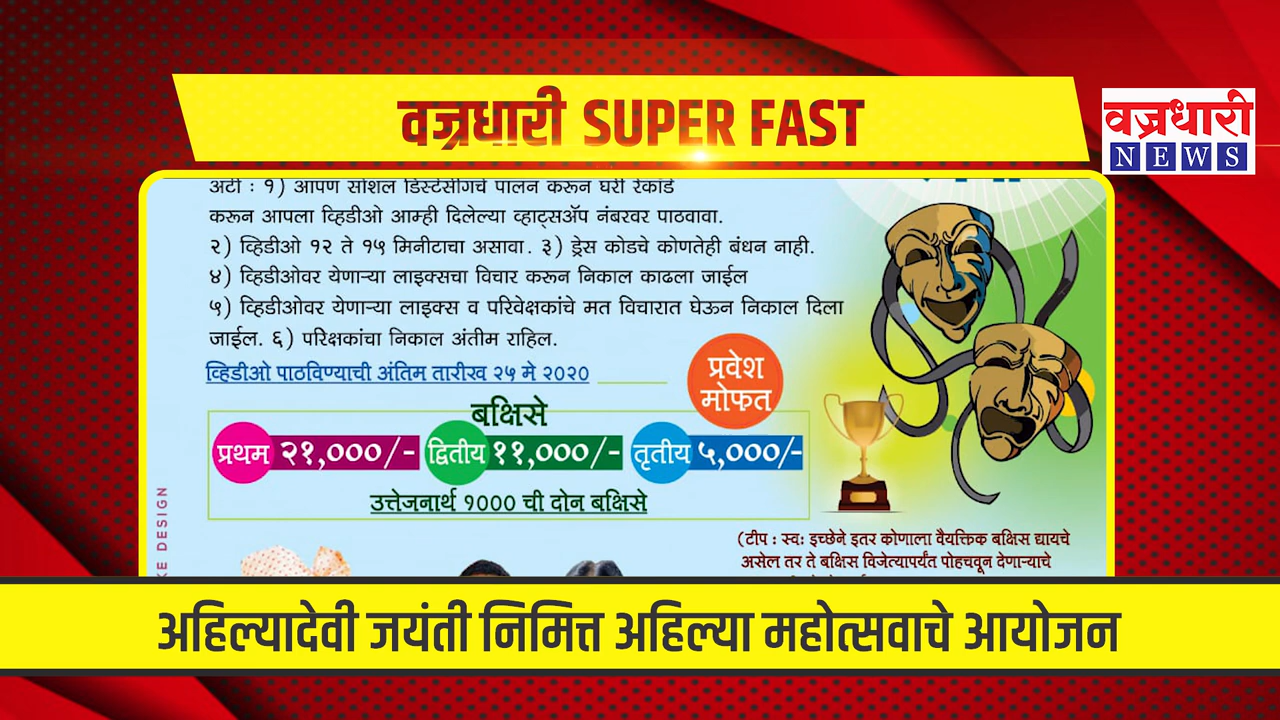 वज्रधारी SUPER FAST
वज्रधारी
NEWS
अटी : १) आपण सोशल डिस्टंसींगचे पालन करून घरी रेकॉर्ड
करून आपला व्हिडीओ आम्ही दिलेल्या व्हाट्सअ‍ॅप नंबरवर पाठवावा.
२) व्हिडीओ १२ ते १५ मिनीटाचा असावा. ३) ड्रेस कोडचे कोणतेही बंधन नाही.
४) व्हिडीओवर येणाऱ्या लाइक्सचा विचार करून निकाल काढला जाईल
५) व्हिडीओवर येणाऱ्या लाइक्स व परिवेक्षकांचे मत विचारात घेऊन निकाल दिला
जाईल. ६) परिक्षकांचा निकाल अंतीम राहिल.
व्हिडीओ पाठविण्याची अंतिम तारीख २५ मे २०२०
प्रवेश
मोफत
बक्षिसे
प्रथम २१,०००/- द्वितीय ११,०००/- तृतीय ५,०००/-
उत्तेजनार्थ १००० ची दोन बक्षिसे
KE DESIGN
(टीप : स्व: इच्छेने इतर कोणाला वैयक्तिक बक्षिस द्यायचे
असेल तर ते बक्षिस विजेत्यापर्यंत पोहचवून देणाऱ्याचे
अहिल्यादेवी जयंती निमित्त अहिल्या महोत्सवाचे आयोजन